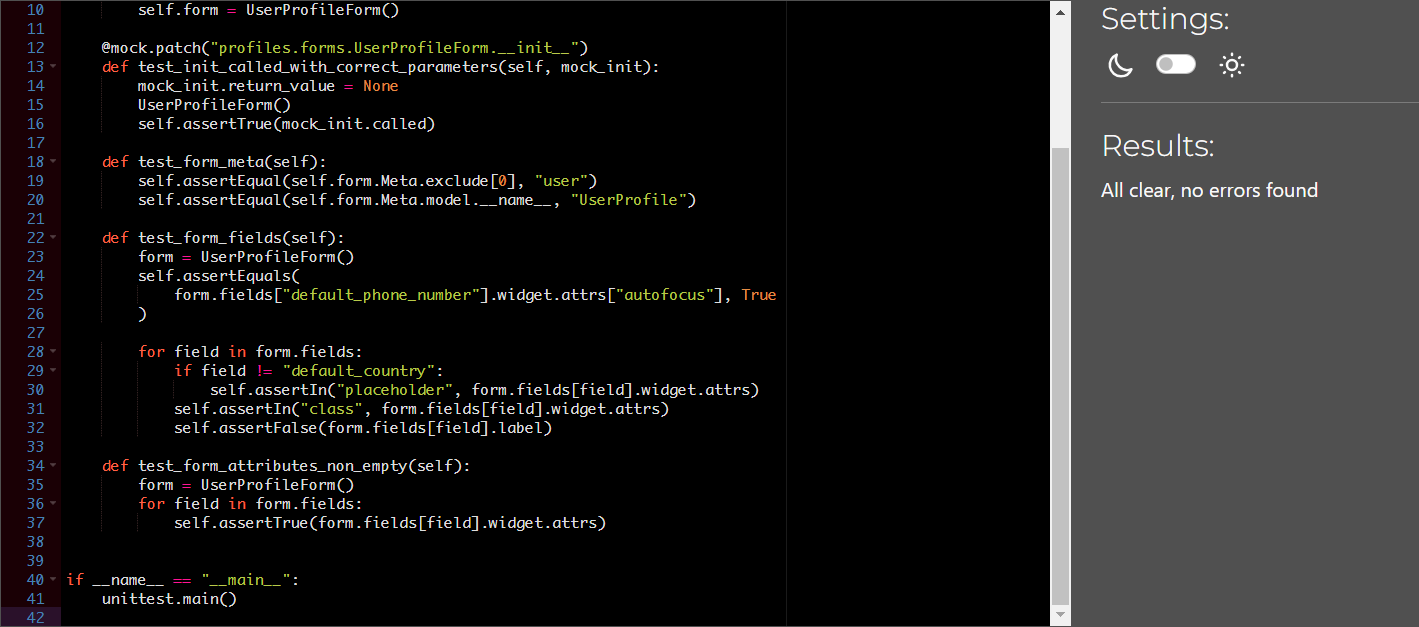 10 self.form = UserProfileForm()
11
12 @mock.patch("profiles.forms.UserProfileForm.__init__")
13 def test_init_called_with_correct_parameters(self, mock_init):
14 mock_init.return_value = None
15 UserProfileForm()
16 self.assertTrue(mock_init.called)
17
18 def test_form_meta(self):
19 self.assertEqual(self.form.Meta.exclude[0], "user")
20 self.assertEqual(self.form.Meta.model.__name__, "UserProfile")
21
22 def test_form_fields(self):
23 form = UserProfileForm()
24 self.assertEquals(
25 form.fields["default_phone_number"].widget.attrs["autofocus"], True
26 )
27
28 for field in form.fields:
29 if field != "default_country":
30 self.assertIn("placeholder", form.fields[field].widget.attrs)
31 self.assertIn("class", form.fields[field].widget.attrs)
32 self.assertFalse(form.fields[field].label)
33
34 def test_form_attributes_non_empty(self):
35 form = UserProfileForm()
36 for field in form.fields:
37 self.assertTrue(form.fields[field].widget.attrs)
38
39
40 if __name__ == "__main__":
41 unittest.main()
42
Settings:
Results:
All clear, no errors found